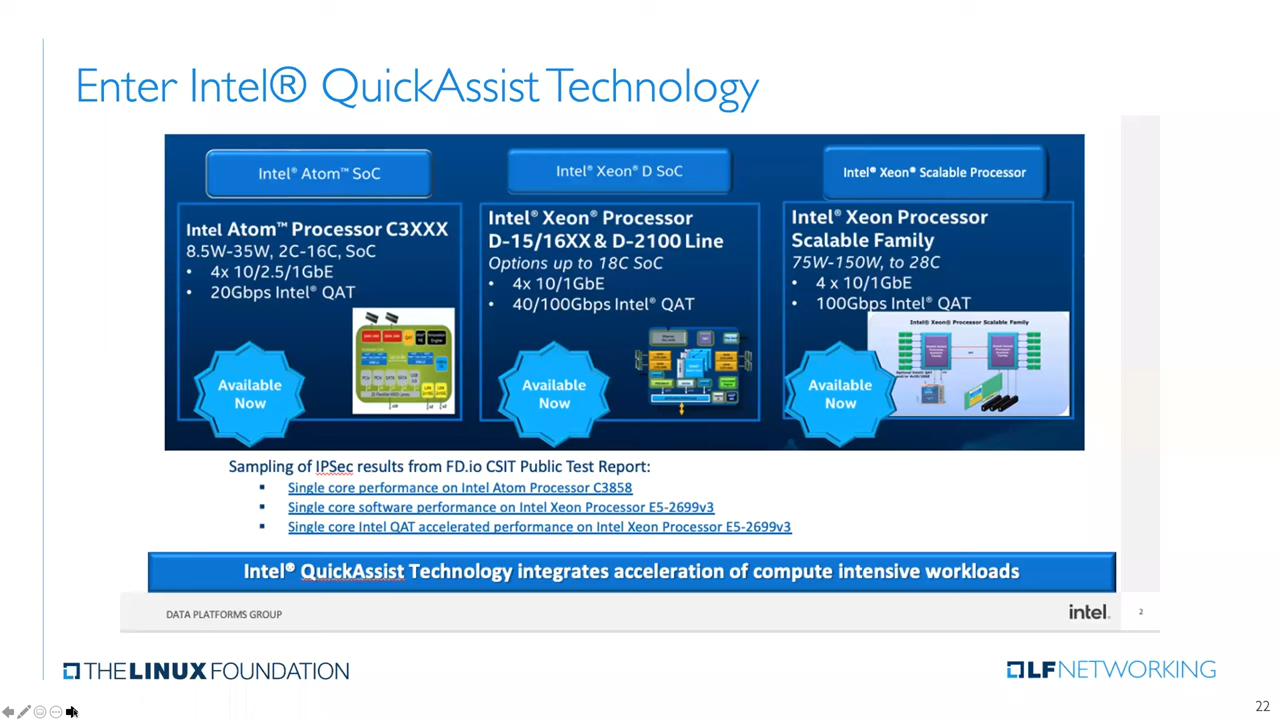 Enter Intel® QuickAssist Technology
Intel® Atom™ SoC
Intel Atom™ Processor C3XXX
8.5W-35W, 2C-16C, SoC
• 4x 10/2.5/1GbE
• 20Gbps Intel® QAT
Available
Now
Intel® Xeon® D SoC
Intel® Xeon® Processor
D-15/16XX & D-2100 Line
Options up to 18C SoC
• 4x 10/1GbE
• 40/100Gbps Intel® QAT
Available
Now
Intel® Xeon® Scalable Processor
Intel® Xeon Processor
Scalable Family
75W-150W, to 28C
• 4 x 10/1GbE
• 100Gbps Intel® QAT
Intel® Xeon® Processor Scalable Family
Available
Now
Sampling of IPSec results from FD.io CSIT Public Test Report:
▪ Single core performance on Intel Atom Processor C3858
▪ Single core software performance on Intel Xeon Processor E5-2699v3
▪ Single core Intel QAT accelerated performance on Intel Xeon Processor E5-2699v3
Intel® QuickAssist Technology integrates acceleration of compute intensive workloads
DATA PLATFORMS GROUP
intel.
2
THE LINUX FOUNDATION
LF NETWORKING
22